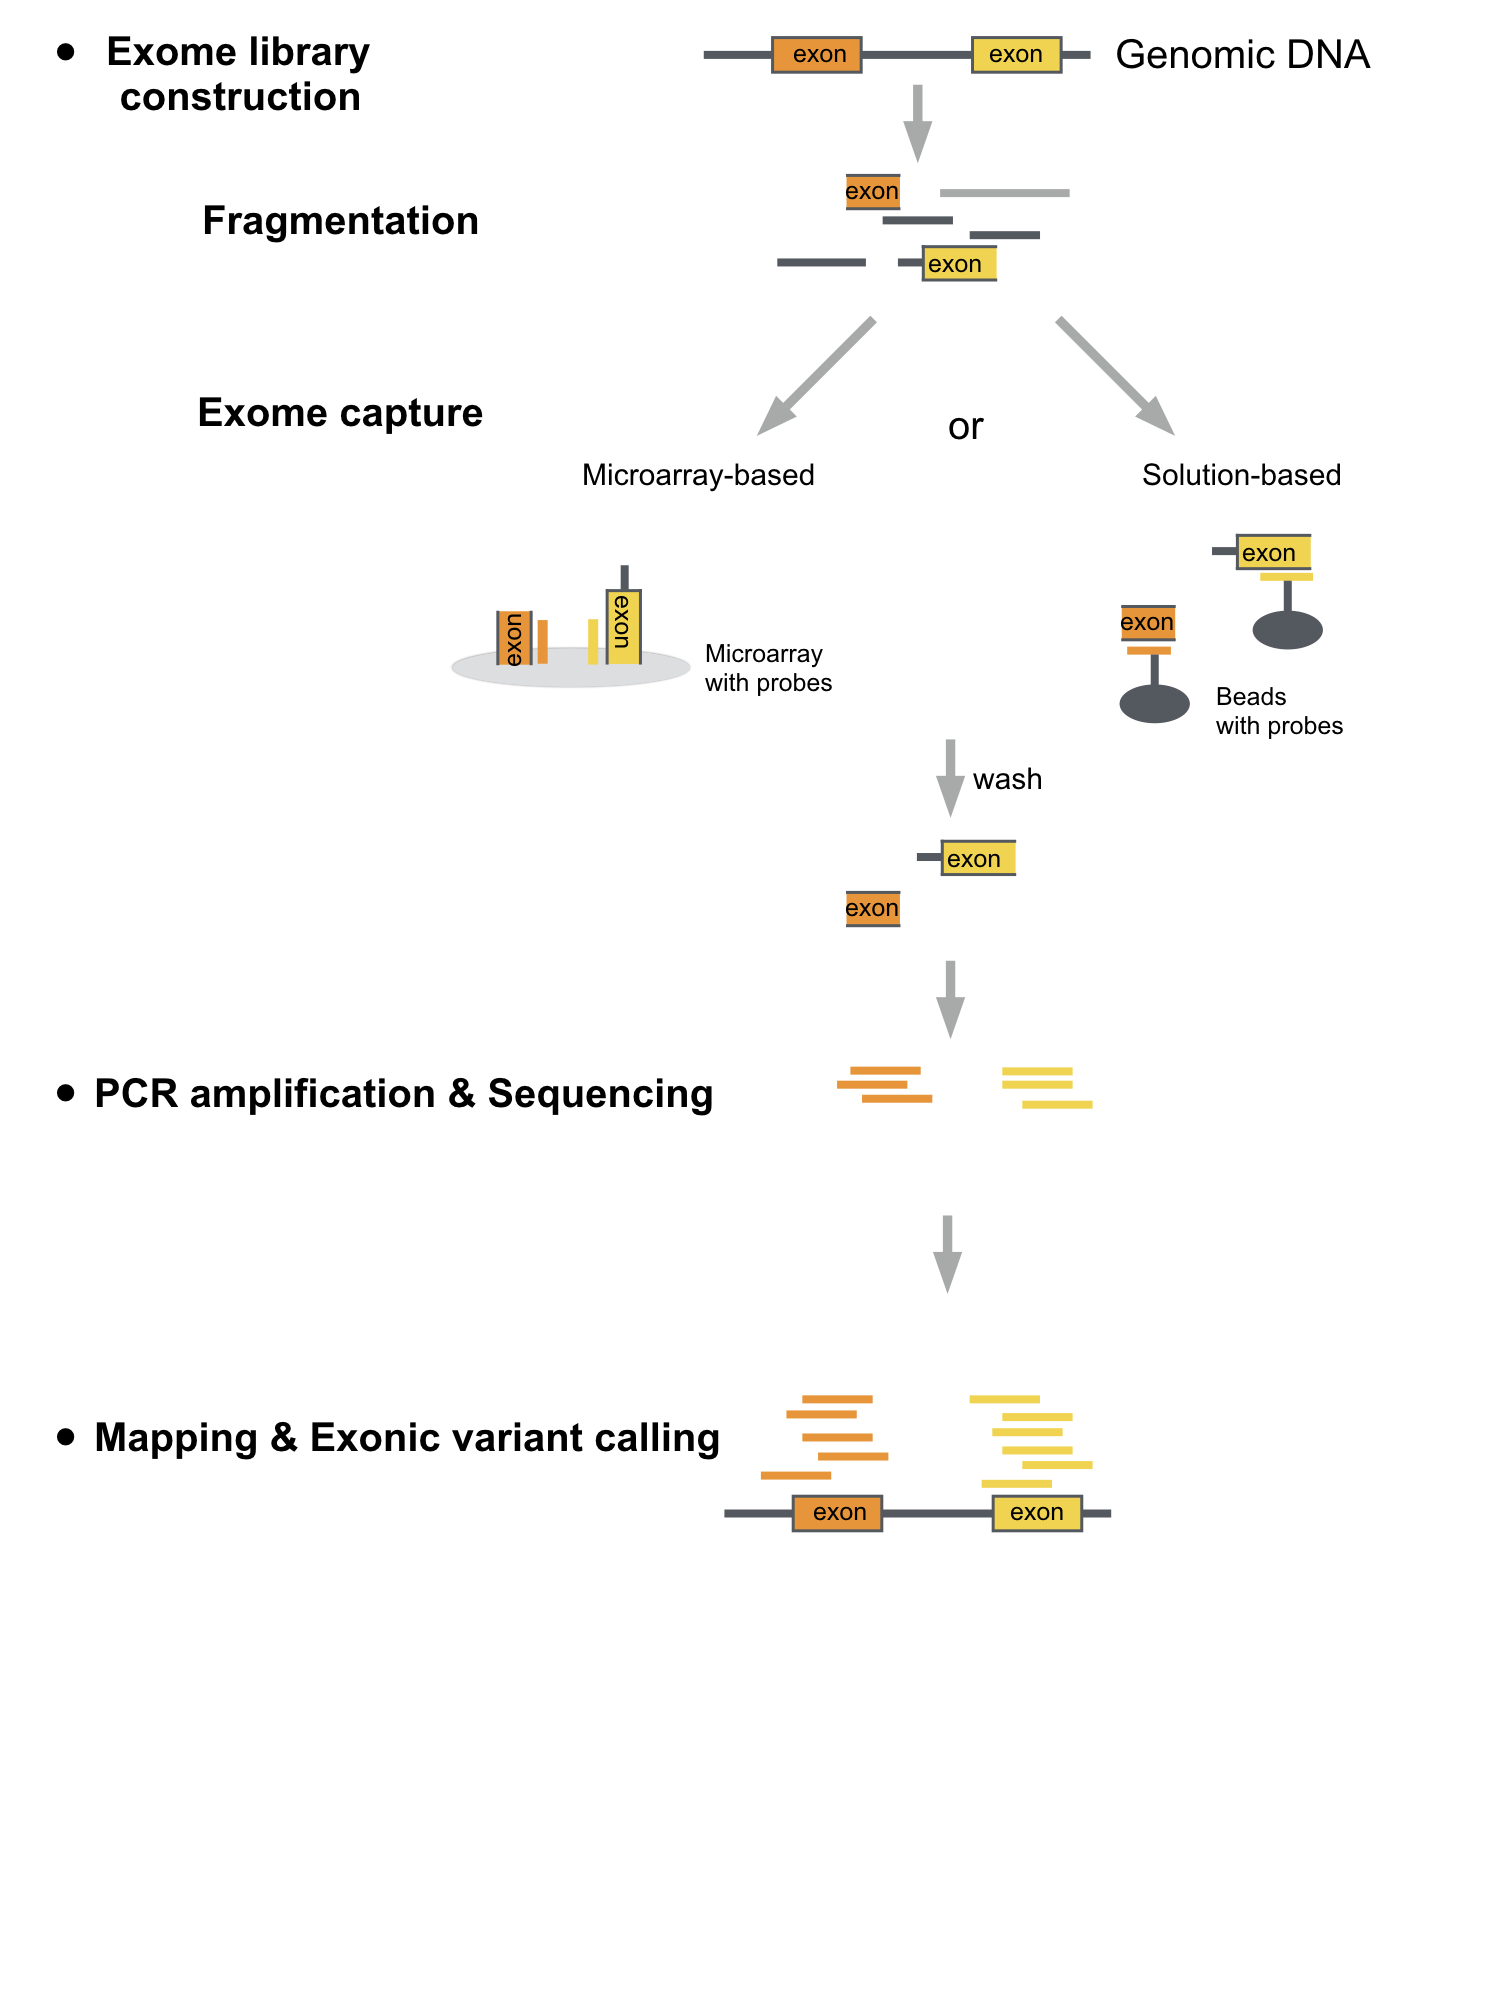 • Exome library
construction
exon
exon
Genomic DNA
Fragmentation
exon
exon
Exome capture
or
Microarray-based
Solution-based
exon
exon
exon
exon
Microarray
with probes
Beads
with probes
wash
exon
exon
• PCR amplification & Sequencing
• Mapping & Exonic variant calling
exon
exon